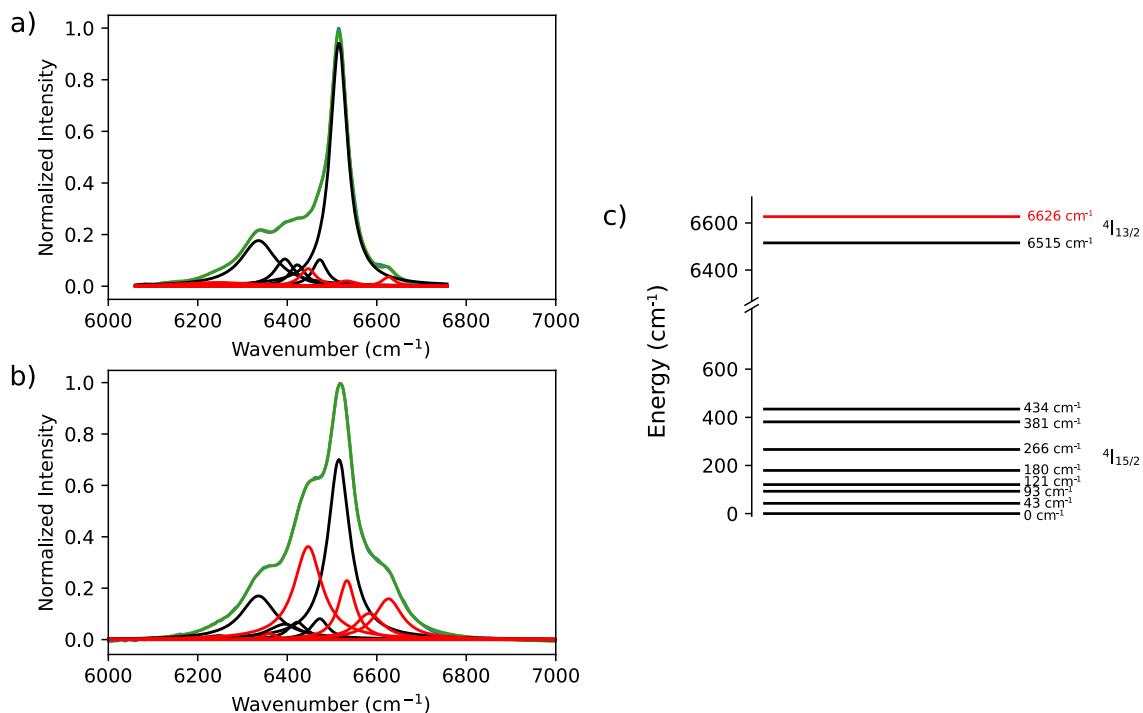 a)
Normalized Intensity
1.0
0.8
0.6
0.4
0.2
0.0
6000 6200 6400 6600 6800 7000
Wavenumber (cm⁻¹)
b)
Normalized Intensity
1.0
0.8
0.6
0.4
0.2
0.0
6000 6200 6400 6600 6800 7000
Wavenumber (cm⁻¹)
c)
Energy (cm⁻¹)
6600
6400
600
400
200
0
6626 cm⁻¹
⁴I₁₃/₂
6515 cm⁻¹
434 cm⁻¹
381 cm⁻¹
266 cm⁻¹
⁴I₁₅/₂
180 cm⁻¹
121 cm⁻¹
93 cm⁻¹
43 cm⁻¹
0 cm⁻¹